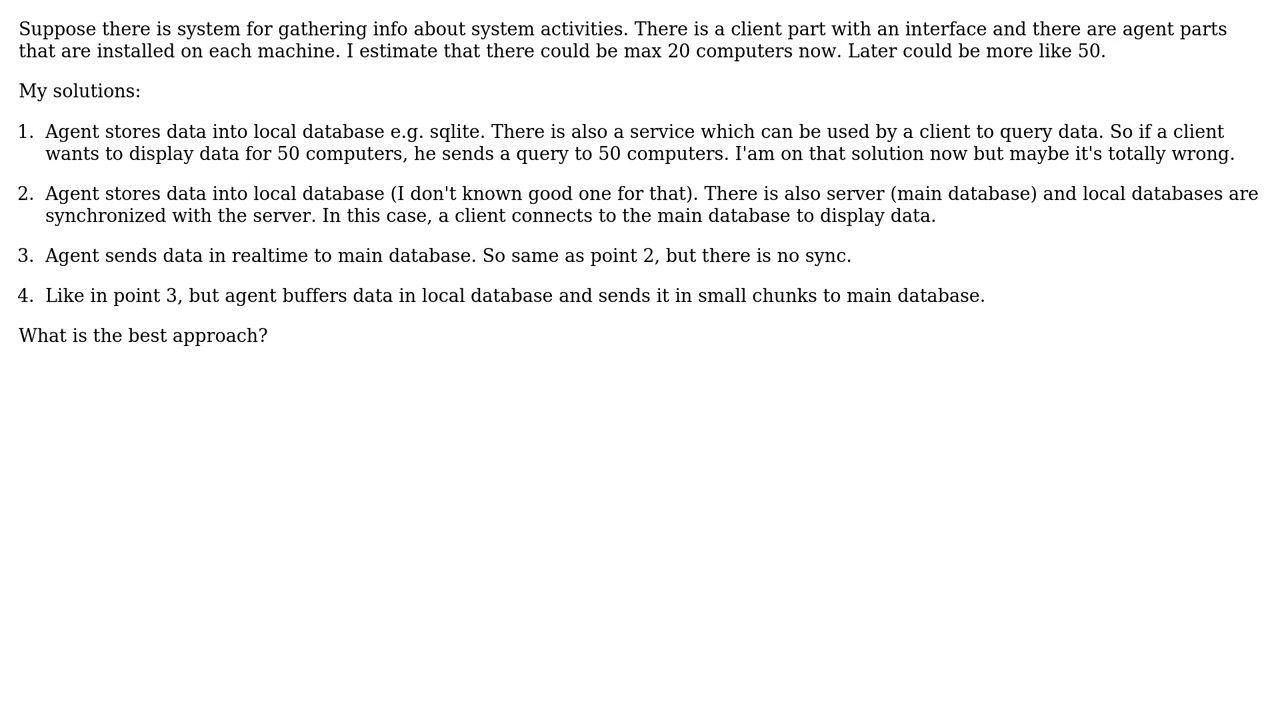 Suppose there is system for gathering info about system activities. There is a client part with an interface and there are agent parts
that are installed on each machine. I estimate that there could be max 20 computers now. Later could be more like 50.
My solutions:
1. Agent stores data into local database e.g. sqlite. There is also a service which can be used by a client to query data. So if a client
wants to display data for 50 computers, he sends a query to 50 computers. I'am on that solution now but maybe it's totally wrong.
2. Agent stores data into local database (I don't known good one for that). There is also server (main database) and local databases are
synchronized with the server. In this case, a client connects to the main database to display data.
3. Agent sends data in realtime to main database. So same as point 2, but there is no sync.
4. Like in point 3, but agent buffers data in local database and sends it in small chunks to main database.
What is the best approach?